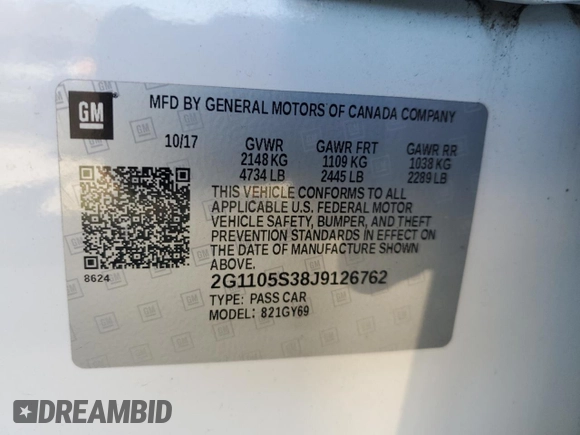 GM
MFD BY GENERAL MOTORS OF CANADA COMPANY
10/17 GVWR GAWR FRT GAWR RR
2148 KG 1109 KG 1038 KG
4734 LB 2445 LB 2289 LB
THIS VEHICLE CONFORMS TO ALL
APPLICABLE U.S. FEDERAL MOTOR
VEHICLE SAFETY, BUMPER, AND THEFT
PREVENTION STANDARDS IN EFFECT ON
THE DATE OF MANUFACTURE SHOWN
ABOVE.
8624
2G1105S38J9126762
TYPE: PASS CAR
MODEL: 821GY69
DREAMBID